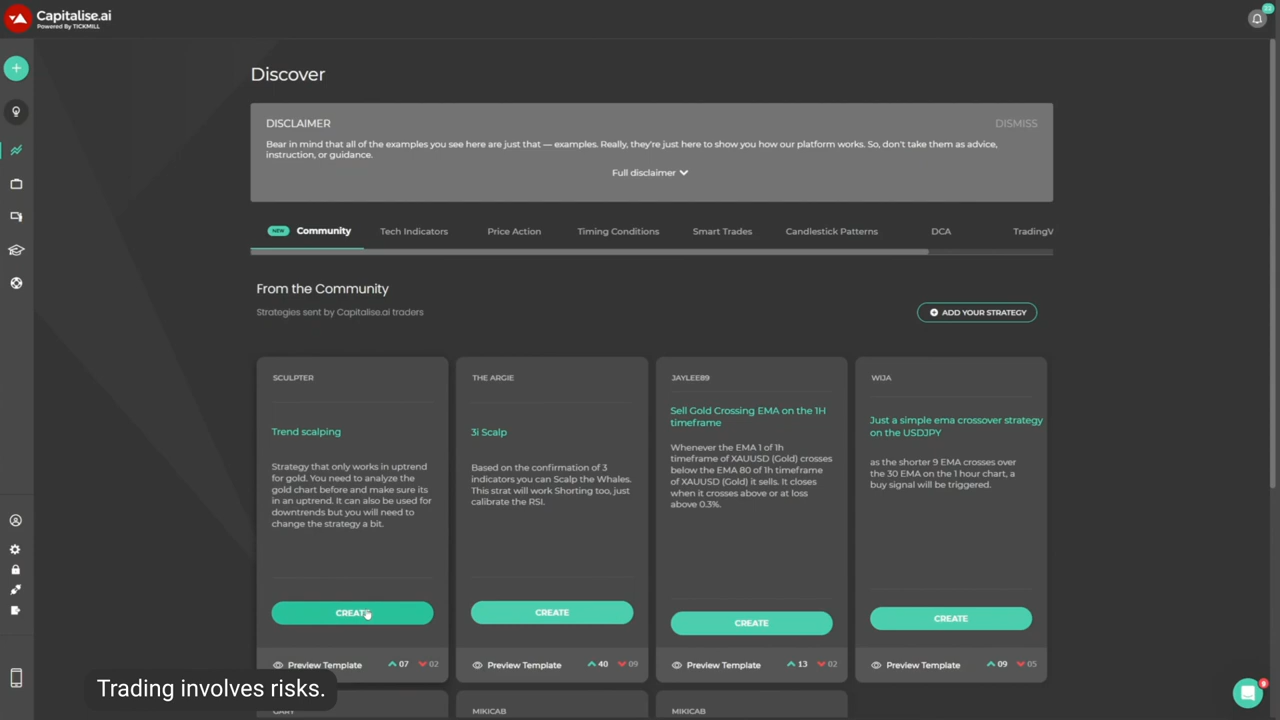 Capitalise.ai
Powered By TICKMILL
Discover
DISCLAIMER
DISMISS
Bear in mind that all of the examples you see here are just that — examples. Really, they're just here to show you how our platform works. So, don't take them as advice,
instruction, or guidance.
Full disclaimer
NEW Community Tech Indicators Price Action Timing Conditions Smart Trades Candlestick Patterns DCA TradingV
From the Community
Strategies sent by Capitalise.ai traders
ADD YOUR STRATEGY
SCULPTER
Trend scalping
Strategy that only works in uptrend
for gold. You need to analyze the
gold chart before and make sure its
in an uptrend. It can also be used for
downtrends but you will need to
change the strategy a bit.
CREATE
Preview Template 07 02
THE ARGIE
3i Scalp
Based on the confirmation of 3
indicators you can Scalp the Whales.
This strat will work Shorting too, just
calibrate the RSI.
CREATE
Preview Template 40 09
JAYLEE89
Sell Gold Crossing EMA on the 1H
timeframe
Whenever the EMA 1 of 1h
timeframe of XAUUSD (Gold) crosses
below the EMA 80 of 1h timeframe
of XAUUSD (Gold) it sells. It closes
when it crosses above or at loss
above 0.3%.
CREATE
Preview Template 13 02
WIJA
Just a simple ema crossover strategy
on the USDJPY
as the shorter 9 EMA crosses over
the 30 EMA on the 1 hour chart, a
buy signal will be triggered.
CREATE
Preview Template 09 05
GARY
MIKICAB
MIKICAB
Trading involves risks.
9